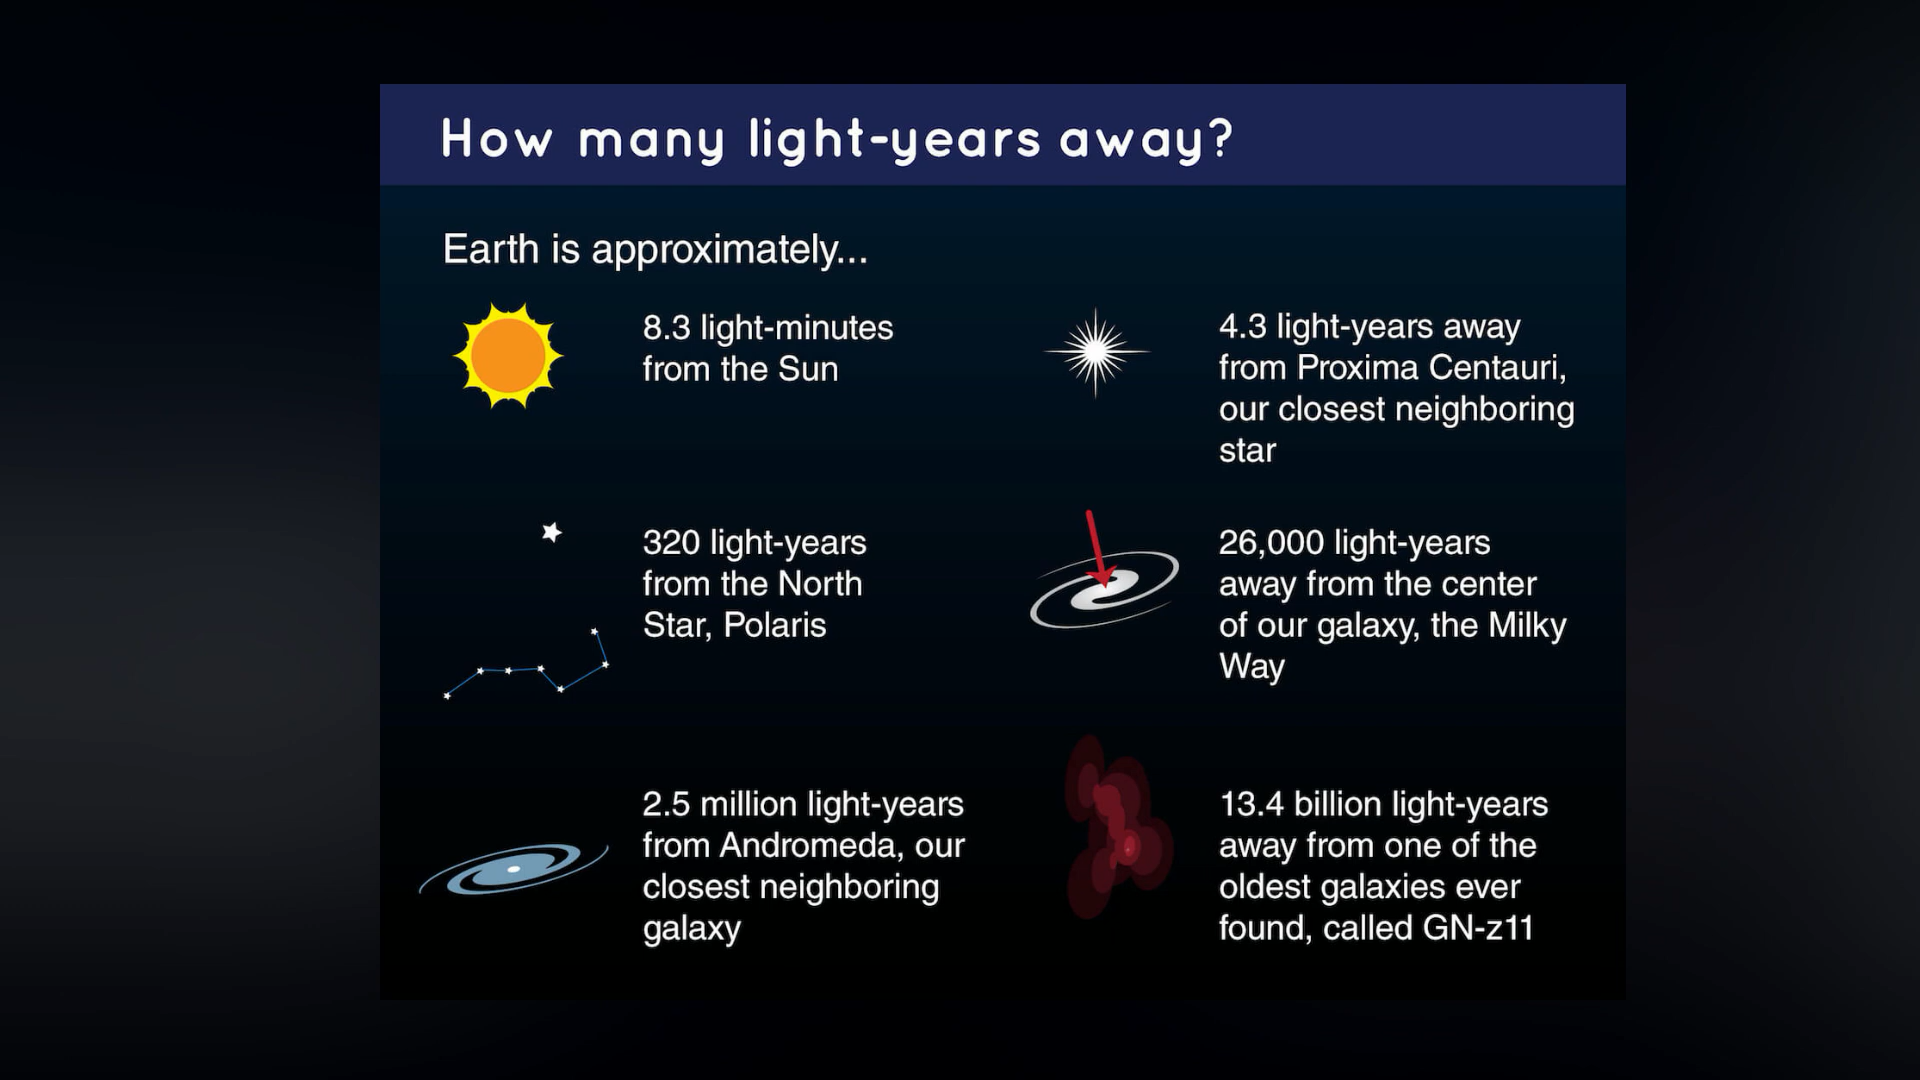 How many light-years away?
Earth is approximately...
8.3 light-minutes
from the Sun
4.3 light-years away
from Proxima Centauri,
our closest neighboring
star
320 light-years
from the North
Star, Polaris
26,000 light-years
away from the center
of our galaxy, the Milky
Way
2.5 million light-years
from Andromeda, our
closest neighboring
galaxy
13.4 billion light-years
away from one of the
oldest galaxies ever
found, called GN-z11